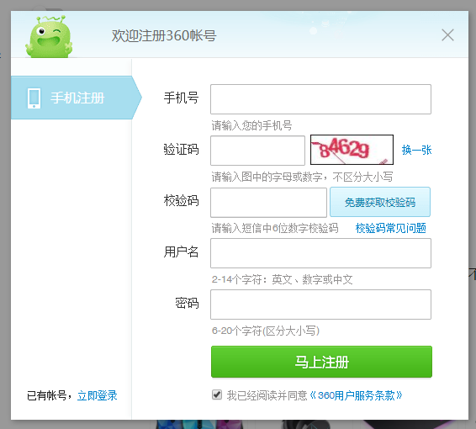 欢迎注册360帐号
手机注册
手机号
请输入您的手机号
验证码 84629 换一张
请输入图中的字母或数字，不区分大小写
校验码 免费获取校验码
请输入短信中6位数字校验码 校验码常见问题
用户名
2-14个字符：英文、数字或中文
密码
6-20个字符(区分大小写)
马上注册
已有帐号，立即登录 我已经阅读并同意《360用户服务条款》